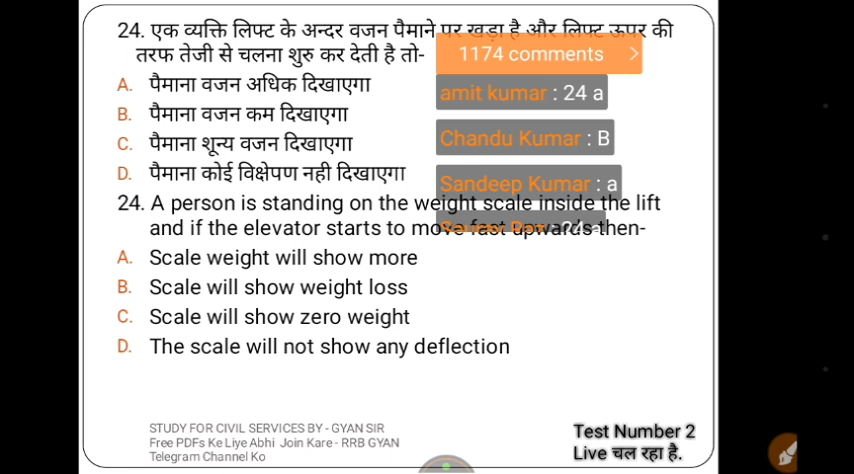 24. एक व्यक्ति लिफ्ट के अन्दर वजन पैमाने पर खड़ा है और लिफ्ट ऊपर की
तरफ तेजी से चलना शुरु कर देती है तो-
1174 comments
A. पैमाना वजन अधिक दिखाएगा
amit kumar : 24 a
B. पैमाना वजन कम दिखाएगा
Chandu Kumar : B
C. पैमाना शून्य वजन दिखाएगा
D. पैमाना कोई विक्षेपण नही दिखाएगा
Sandeep Kumar : a
24. A person is standing on the weight scale inside the lift
and if the elevator starts to move fast upwards then-
A. Scale weight will show more
B. Scale will show weight loss
C. Scale will show zero weight
D. The scale will not show any deflection
STUDY FOR CIVIL SERVICES BY - GYAN SIR
Free PDFs Ke Liye Abhi Join Kare - RRB GYAN
Telegram Channel Ko
Test Number 2
Live चल रहा है.